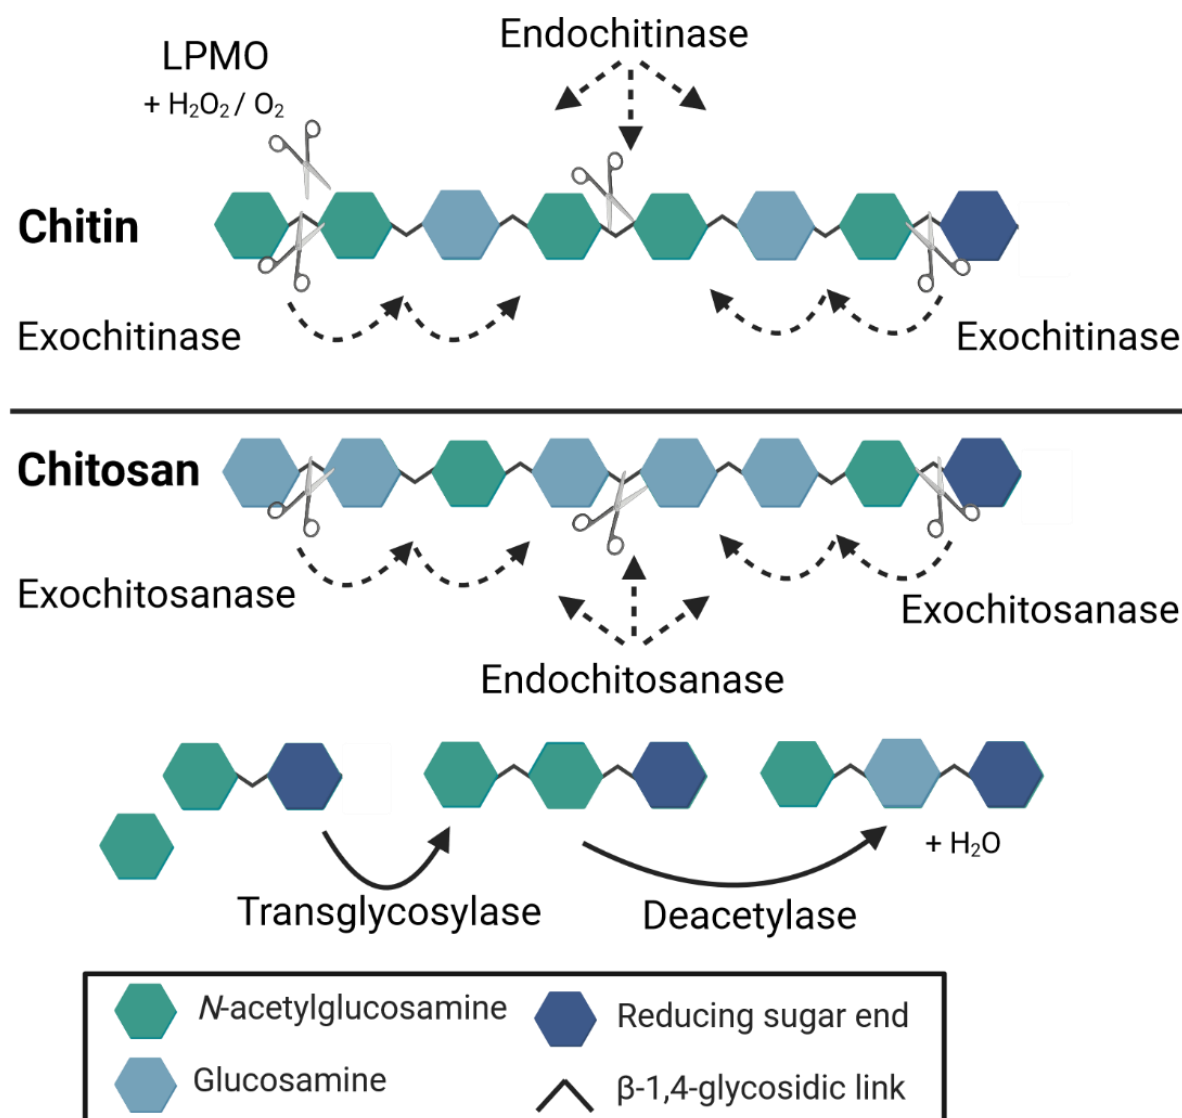 Endochitinase
LPMO
+ H₂O₂ / O₂
Chitin
Exochitinase
Exochitinase
Chitosan
Exochitosanase
Exochitosanase
Endochitosanase
+ H₂O
Transglycosylase
Deacetylase
N-acetylglucosamine
Reducing sugar end
Glucosamine
β-1,4-glycosidic link